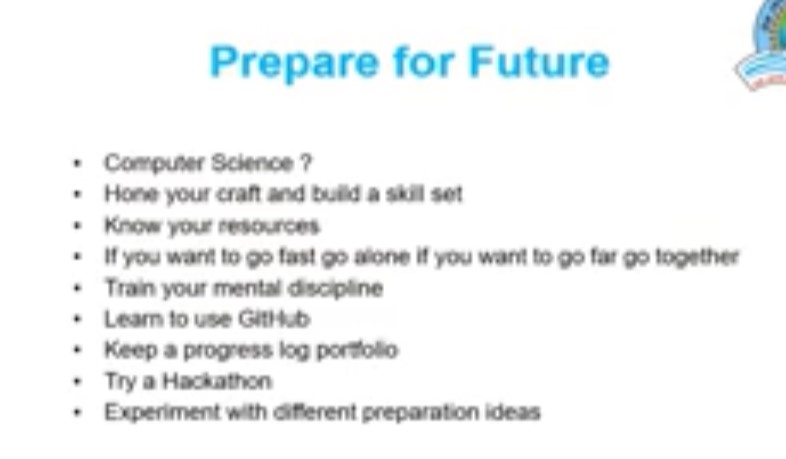 Prepare for Future
• Computer Science ?
• Hone your craft and build a skill set
• Know your resources
• If you want to go fast go alone if you want to go far go together
• Train your mental discipline
• Learn to use GitHub
• Keep a progress log portfolio
• Try a Hackathon
• Experiment with different preparation ideas